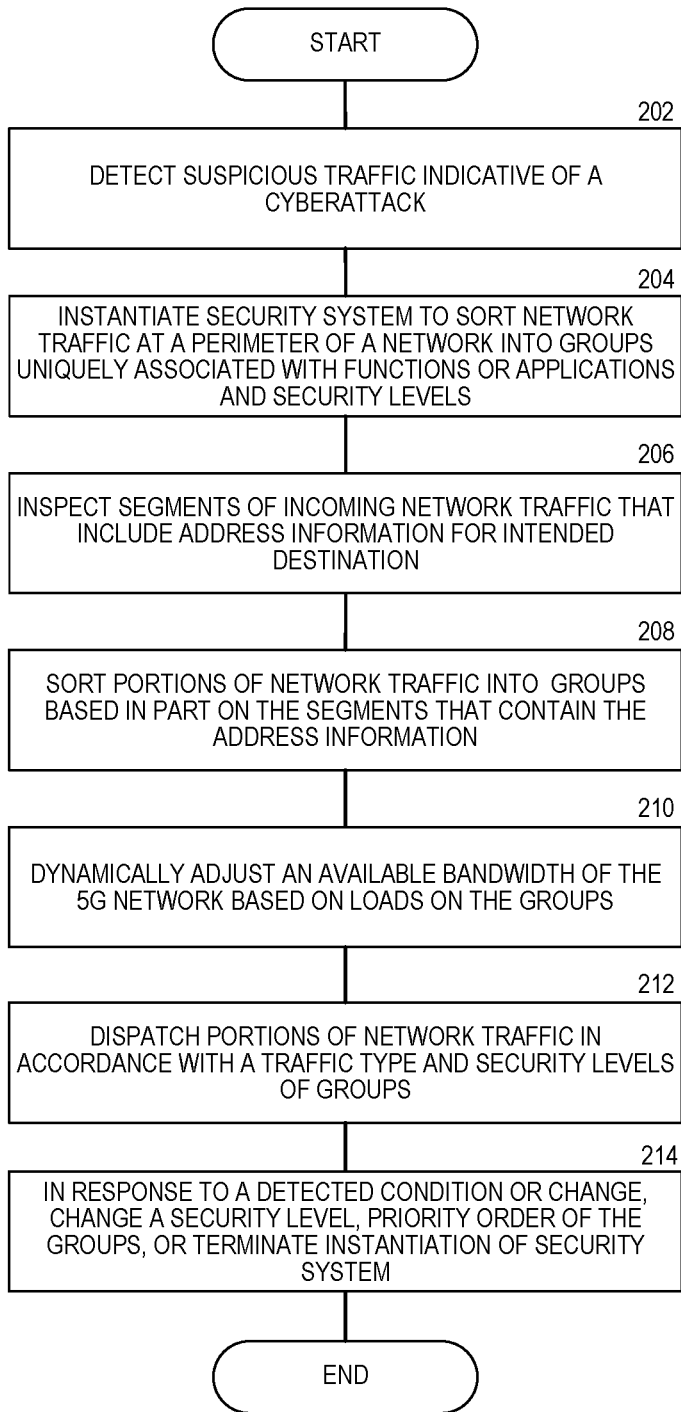 START
202
DETECT SUSPICIOUS TRAFFIC INDICATIVE OF A
CYBERATTACK
204
INSTANTIATE SECURITY SYSTEM TO SORT NETWORK
TRAFFIC AT A PERIMETER OF A NETWORK INTO GROUPS
UNIQUELY ASSOCIATED WITH FUNCTIONS OR APPLICATIONS
AND SECURITY LEVELS
206
INSPECT SEGMENTS OF INCOMING NETWORK TRAFFIC THAT
INCLUDE ADDRESS INFORMATION FOR INTENDED
DESTINATION
208
SORT PORTIONS OF NETWORK TRAFFIC INTO GROUPS
BASED IN PART ON THE SEGMENTS THAT CONTAIN THE
ADDRESS INFORMATION
210
DYNAMICALLY ADJUST AN AVAILABLE BANDWIDTH OF THE
5G NETWORK BASED ON LOADS ON THE GROUPS
212
DISPATCH PORTIONS OF NETWORK TRAFFIC IN
ACCORDANCE WITH A TRAFFIC TYPE AND SECURITY LEVELS
OF GROUPS
214
IN RESPONSE TO A DETECTED CONDITION OR CHANGE,
CHANGE A SECURITY LEVEL, PRIORITY ORDER OF THE
GROUPS, OR TERMINATE INSTANTIATION OF SECURITY
SYSTEM
END